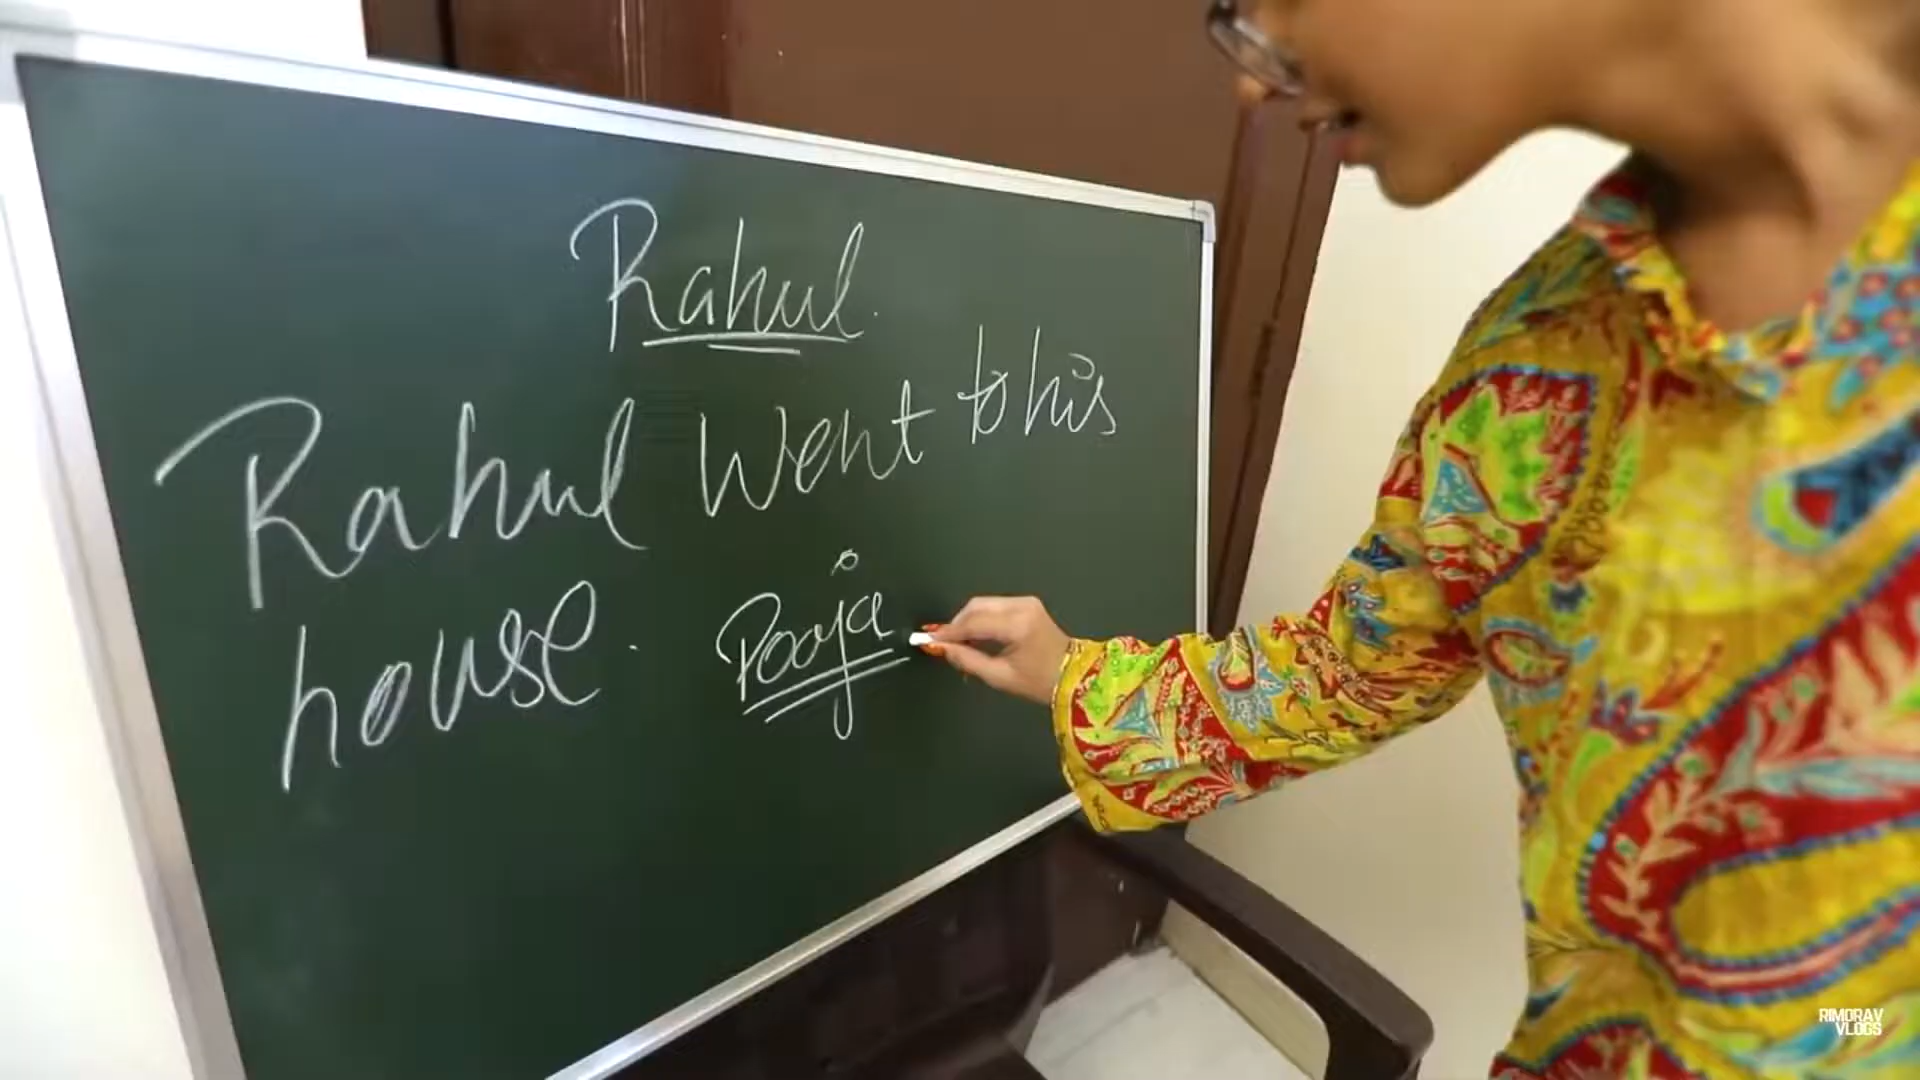 Rahul.
Rahul Went to his
house.
Pooja
RIMORAV
VLOGS